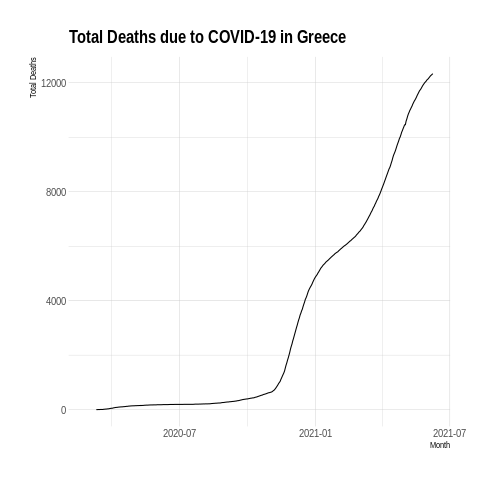 Total Deaths due to COVID-19 in Greece
Total Deaths
12000
8000
4000
0
2020-07
2021-01
2021-07
Month